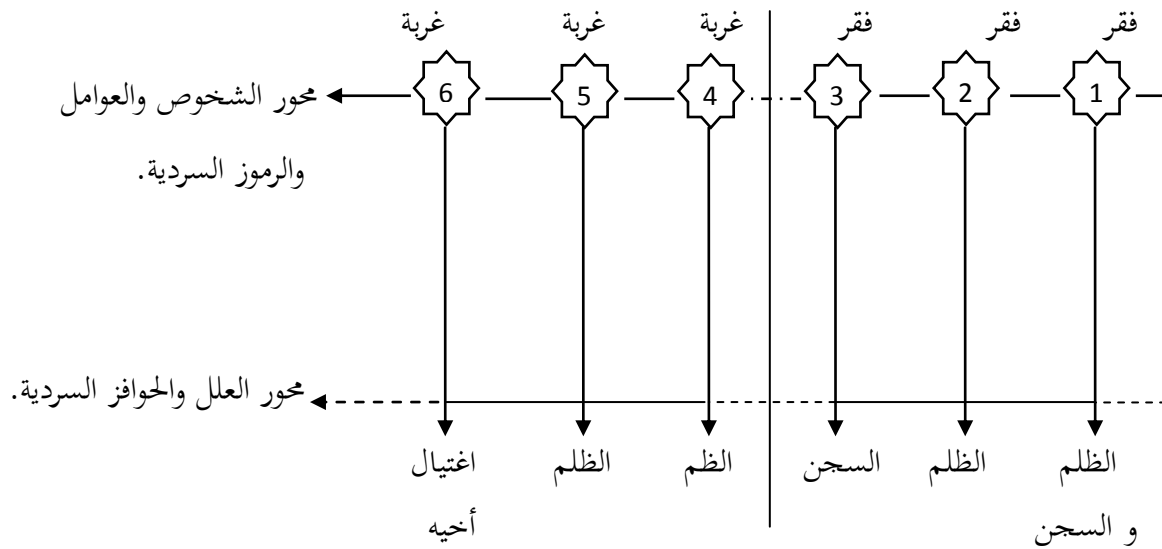 فقر فقر فقر غربة غربة غربة
1 2 3 4 5 6
محور الشخوص والعوامل
والرموز السردية.
محور العلل والحوافز السردية.
الظلم الظلم السجن الظم الظلم اغتيال
و السجن أخيه